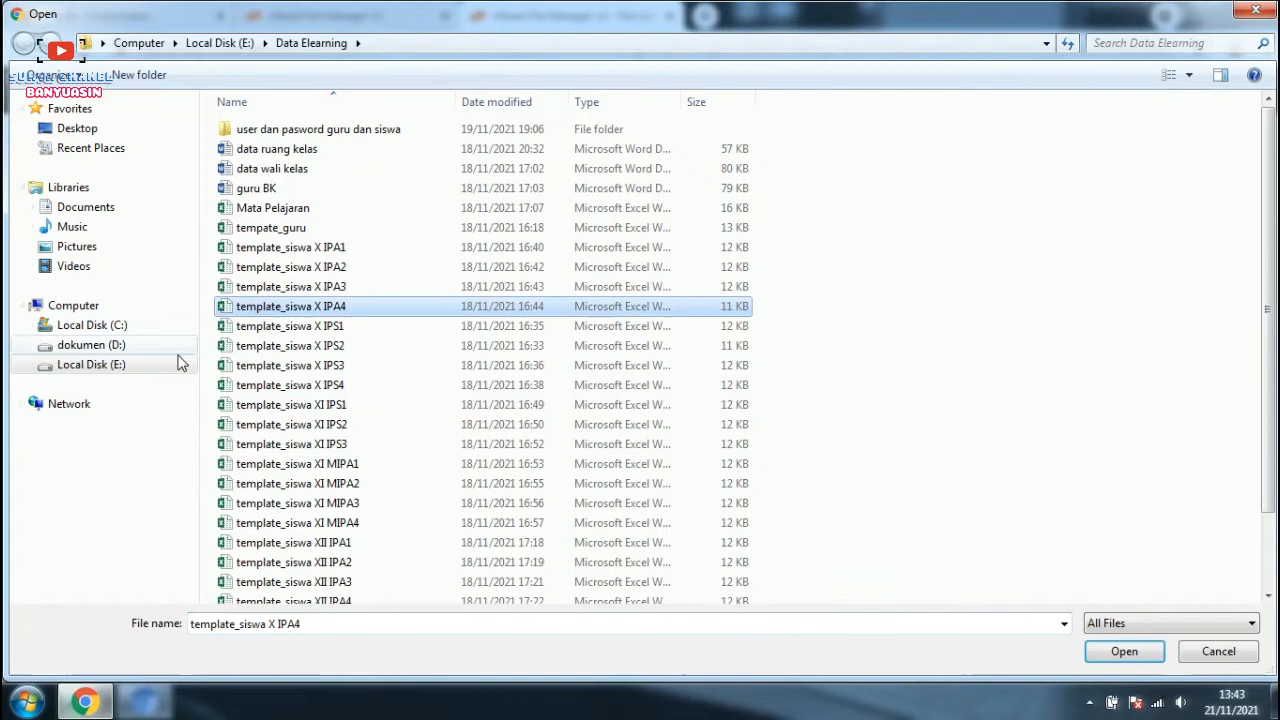 Open
Computer ▸ Local Disk (E:) ▸ Data Elearning ▸
Search Data Elearning
New folder
SURYA CHANEL
BANYUASIN
Favorites
Desktop
Recent Places
Libraries
Documents
Music
Pictures
Videos
Computer
Local Disk (C:)
dokumen (D:)
Local Disk (E:)
Network
Name Date modified Type Size
user dan pasword guru dan siswa 19/11/2021 19:06 File folder
data ruang kelas 18/11/2021 20:32 Microsoft Word D... 57 KB
data wali kelas 18/11/2021 17:02 Microsoft Word D... 80 KB
guru BK 18/11/2021 17:03 Microsoft Word D... 79 KB
Mata Pelajaran 18/11/2021 17:07 Microsoft Excel W... 16 KB
tempate_guru 18/11/2021 16:18 Microsoft Excel W... 13 KB
template_siswa X IPA1 18/11/2021 16:40 Microsoft Excel W... 12 KB
template_siswa X IPA2 18/11/2021 16:42 Microsoft Excel W... 12 KB
template_siswa X IPA3 18/11/2021 16:43 Microsoft Excel W... 12 KB
template_siswa X IPA4 18/11/2021 16:44 Microsoft Excel W... 11 KB
template_siswa X IPS1 18/11/2021 16:35 Microsoft Excel W... 12 KB
template_siswa X IPS2 18/11/2021 16:35 Microsoft Excel W... 11 KB
template_siswa X IPS3 18/11/2021 16:36 Microsoft Excel W... 12 KB
template_siswa X IPS4 18/11/2021 16:38 Microsoft Excel W... 12 KB
template_siswa XI IPS1 18/11/2021 16:49 Microsoft Excel W... 12 KB
template_siswa XI IPS2 18/11/2021 16:50 Microsoft Excel W... 12 KB
template_siswa XI IPS3 18/11/2021 16:52 Microsoft Excel W... 12 KB
template_siswa XI MIPA1 18/11/2021 16:53 Microsoft Excel W... 12 KB
template_siswa XI MIPA2 18/11/2021 16:55 Microsoft Excel W... 12 KB
template_siswa XI MIPA3 18/11/2021 16:56 Microsoft Excel W... 12 KB
template_siswa XI MIPA4 18/11/2021 16:57 Microsoft Excel W... 12 KB
template_siswa XII IPA1 18/11/2021 17:18 Microsoft Excel W... 12 KB
template_siswa XII IPA2 18/11/2021 17:19 Microsoft Excel W... 12 KB
template_siswa XII IPA3 18/11/2021 17:21 Microsoft Excel W... 12 KB
template_siswa XII IPA4 18/11/2021 17:22 Microsoft Excel W... 12 KB
File name: template_siswa X IPA4
All Files
Open Cancel
13:43
21/11/2021